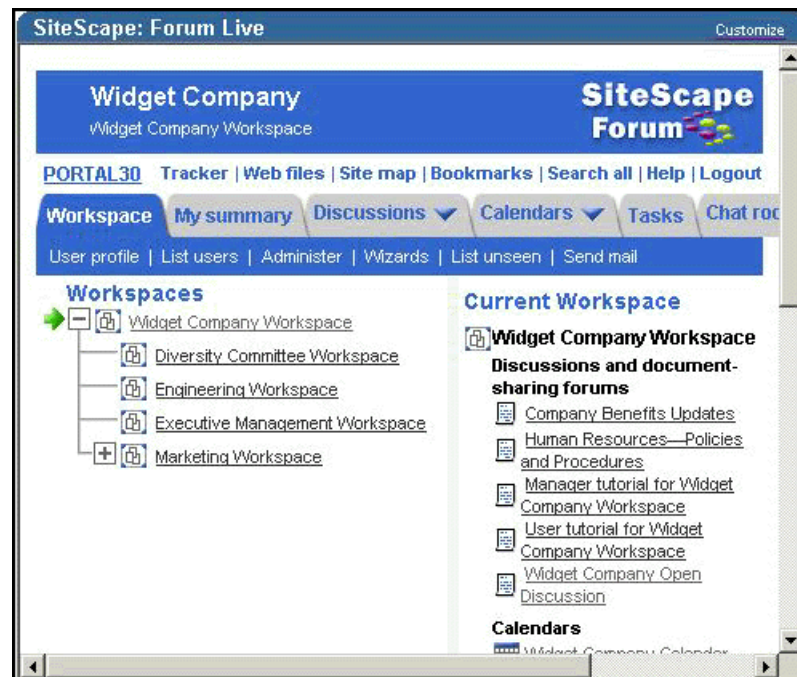 SiteScape: Forum Live
Customize
Widget Company
Widget Company Workspace
SiteScape
Forum
PORTAL30 Tracker | Web files | Site map | Bookmarks | Search all | Help | Logout
Workspace My summary Discussions Calendars Tasks Chat roo
User profile | List users | Administer | Wizards | List unseen | Send mail
Workspaces
Widget Company Workspace
Diversity Committee Workspace
Engineering Workspace
Executive Management Workspace
Marketing Workspace
Current Workspace
Widget Company Workspace
Discussions and document-
sharing forums
Company Benefits Updates
Human Resources—Policies
and Procedures
Manager tutorial for Widget
Company Workspace
User tutorial for Widget
Company Workspace
Widget Company Open
Discussion
Calendars
Widget Company Calendar